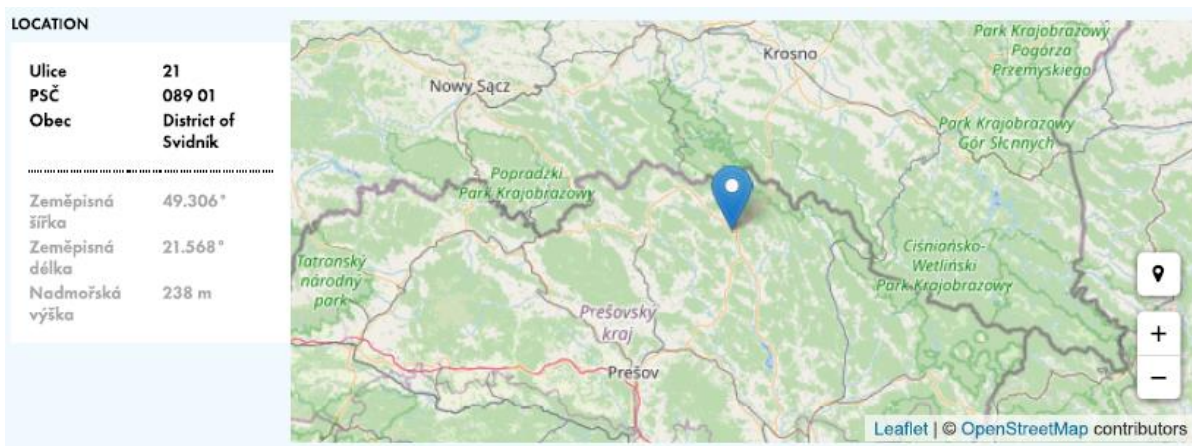 LOCATION
Ulice 21
PSČ 089 01
Obec District of
Svidník
Zeměpisná 49.306°
šířka
Zeměpisná 21.568°
délka
Nadmořská 238 m
výška
Park Krajobrazowy
Pogórza
Przemyskiego
Krosno
Nowy Sącz
Park Krajobrazowy
Gór Słonnych
Popradzki
Park Krajobrazowy
Ciśniańsko-
Wetliński
Park Krajobrazowy
Tatranský
národný
park
Prešovský
kraj
Prešov
+
−
Leaflet | © OpenStreetMap contributors